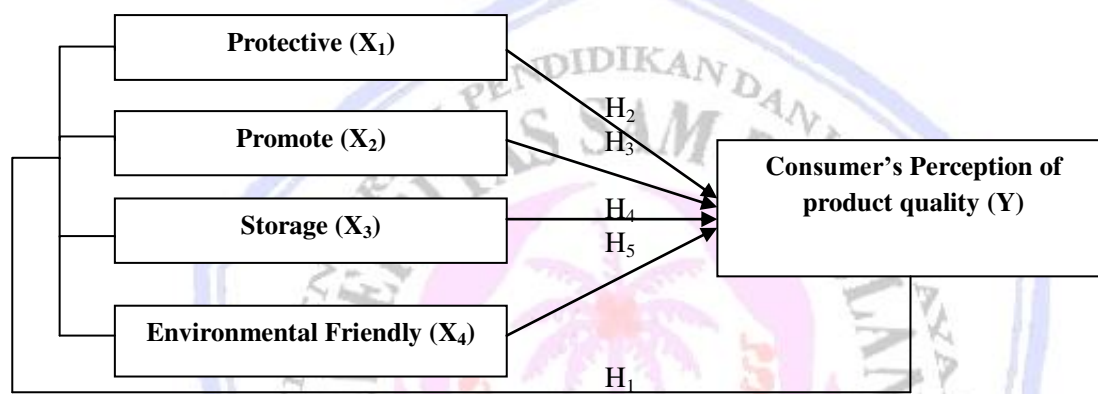 Protective (X₁)
PENDIDIKAN DAN
H₂
Promote (X₂)
H₃
SAM
Consumer's Perception of
product quality (Y)
Storage (X₃)
H₄
H₅
Environmental Friendly (X₄)
H₁